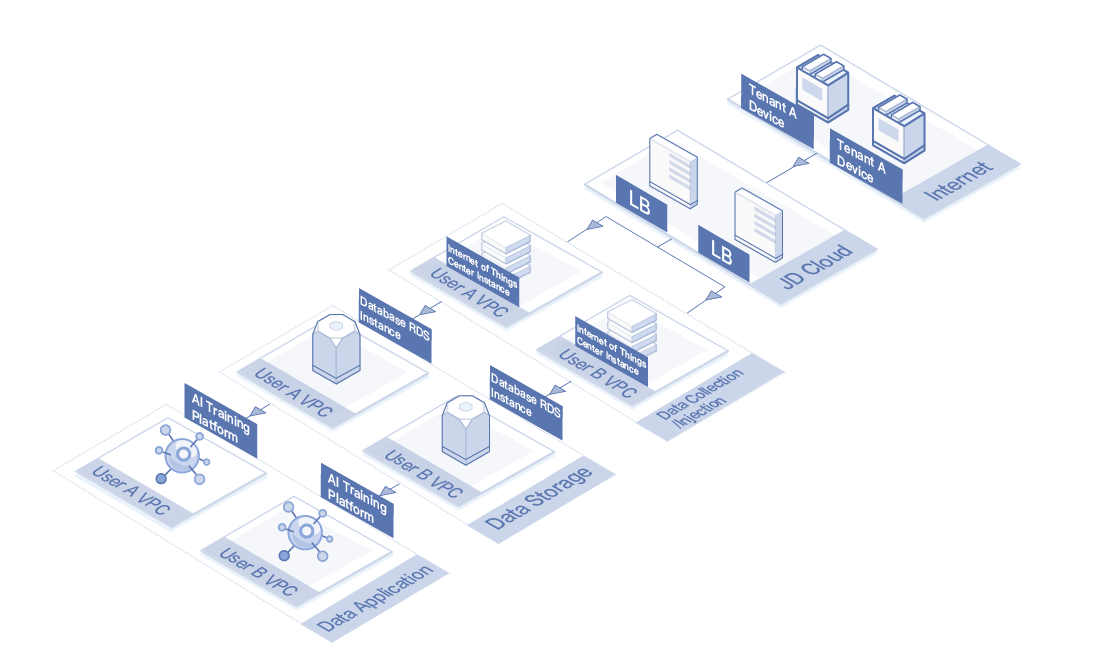 Tenant A
Device
Tenant A
Device
Internet
LB
LB
JD Cloud
Internet of Things
Center Instance
User A VPC
Internet of Things
Center Instance
User B VPC
Data Collection
/Injection
Database RDS
Instance
User A VPC
Database RDS
Instance
User B VPC
Data Storage
AI Training
Platform
User A VPC
AI Training
Platform
User B VPC
Data Application